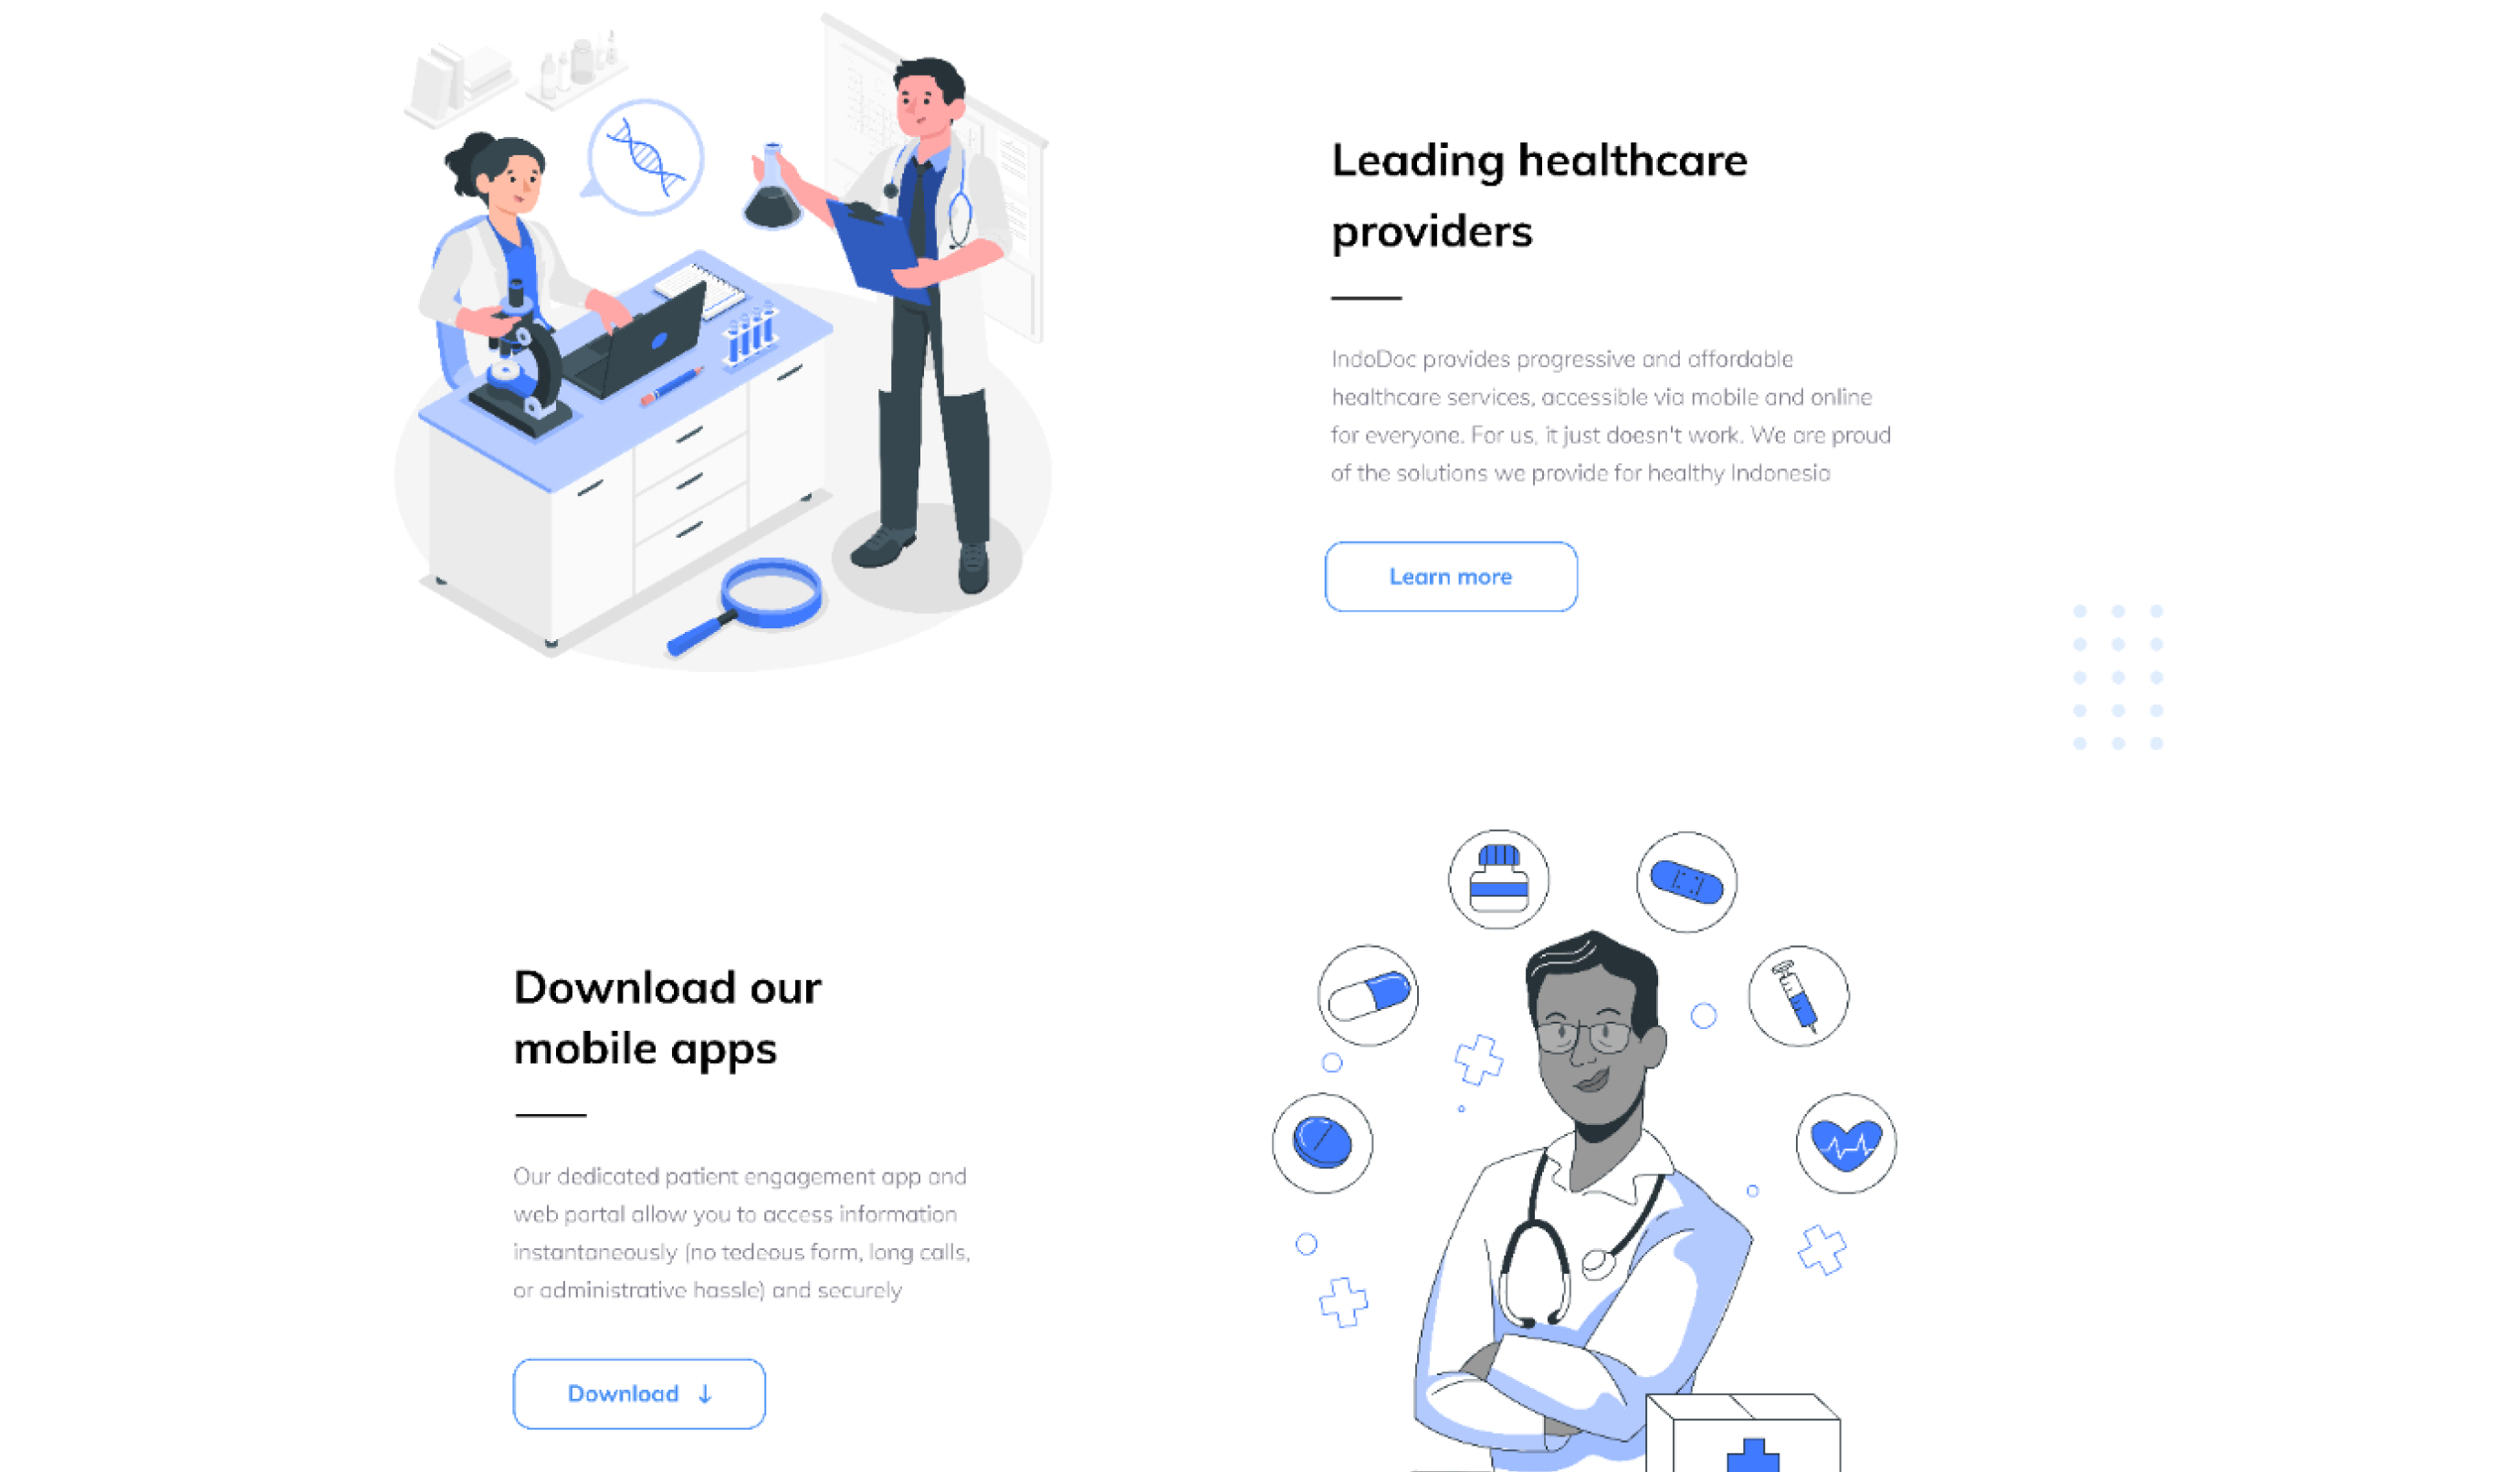 Leading healthcare
providers
IndoDoc provides progressive and affordable
healthcare services, accessible via mobile and online
for everyone. For us, it just doesn't work. We are proud
of the solutions we provide for healthy Indonesia
Learn more
Download our
mobile apps
Our dedicated patient engagement app and
web portal allow you to access information
instantaneously (no tedeous form, long calls,
or administrative hassle) and securely
Download ↓